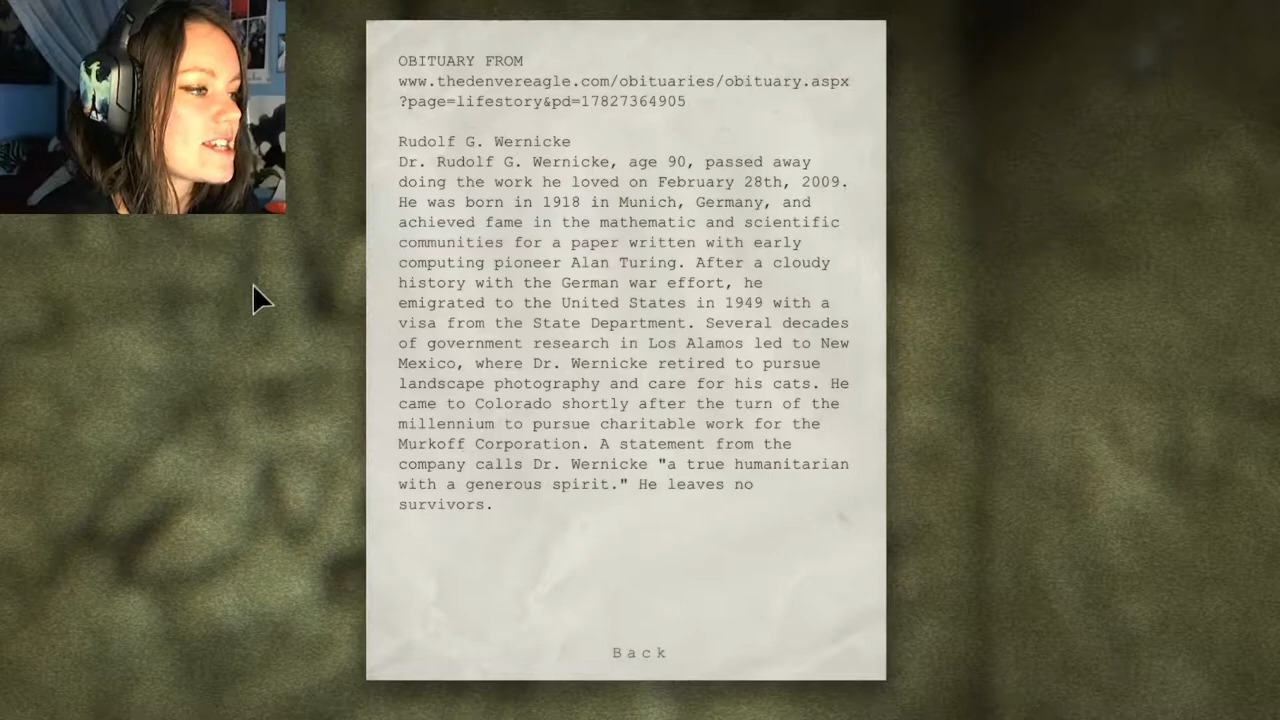 OBITUARY FROM
www.thedenvereagle.com/obituaries/obituary.aspx
?page=lifestory&pd=17827364905
Rudolf G. Wernicke
Dr. Rudolf G. Wernicke, age 90, passed away
doing the work he loved on February 28th, 2009.
He was born in 1918 in Munich, Germany, and
achieved fame in the mathematic and scientific
communities for a paper written with early
computing pioneer Alan Turing. After a cloudy
history with the German war effort, he
emigrated to the United States in 1949 with a
visa from the State Department. Several decades
of government research in Los Alamos led to New
Mexico, where Dr. Wernicke retired to pursue
landscape photography and care for his cats. He
came to Colorado shortly after the turn of the
millennium to pursue charitable work for the
Murkoff Corporation. A statement from the
company calls Dr. Wernicke "a true humanitarian
with a generous spirit." He leaves no
survivors.
Back